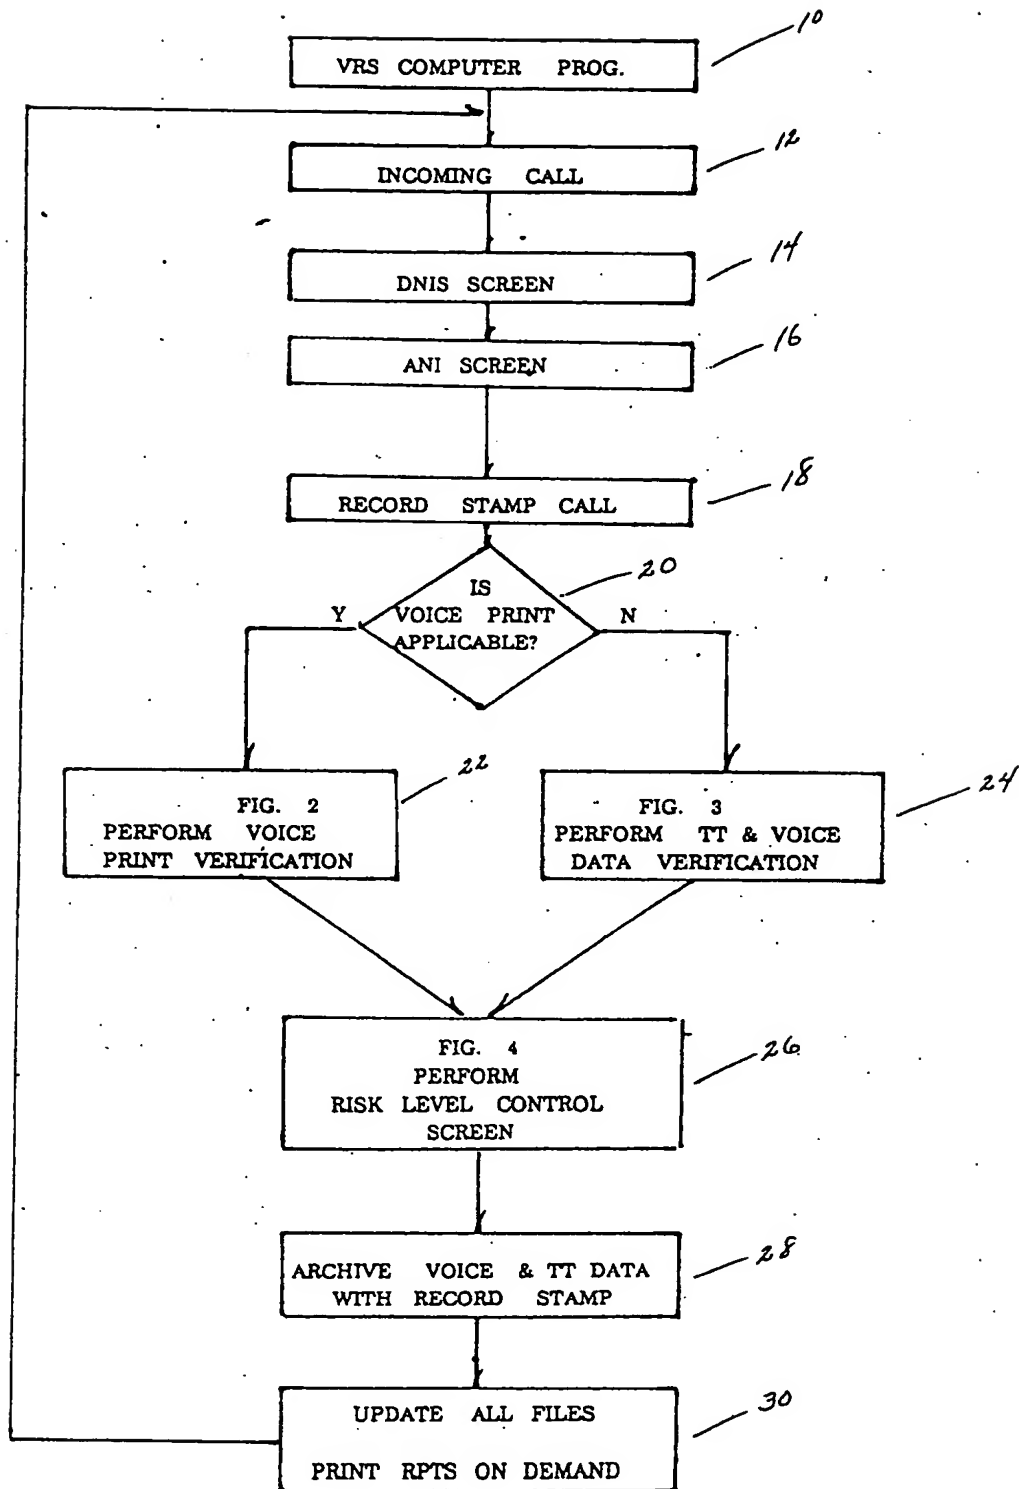 10
VRS COMPUTER PROG.
12
INCOMING CALL
14
DNIS SCREEN
16
ANI SCREEN
18
RECORD STAMP CALL
20
IS
VOICE PRINT
APPLICABLE?
Y
N
22
FIG. 2
PERFORM VOICE
PRINT VERIFICATION
24
FIG. 3
PERFORM TT & VOICE
DATA VERIFICATION
26
FIG. 4
PERFORM
RISK LEVEL CONTROL
SCREEN
28
ARCHIVE VOICE & TT DATA
WITH RECORD STAMP
30
UPDATE ALL FILES
PRINT RPTS ON DEMAND